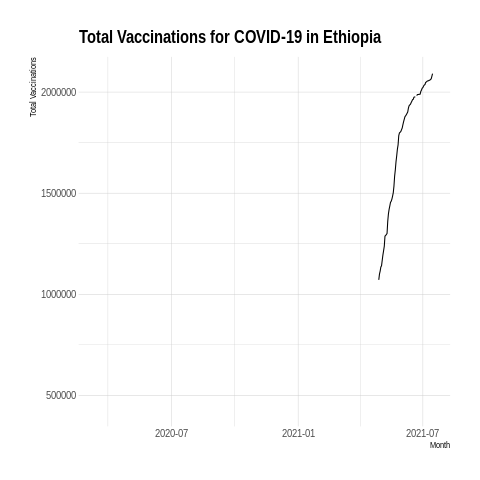 Total Vaccinations for COVID-19 in Ethiopia
Total Vaccinations
2000000
1500000
1000000
500000
2020-07
2021-01
2021-07
Month